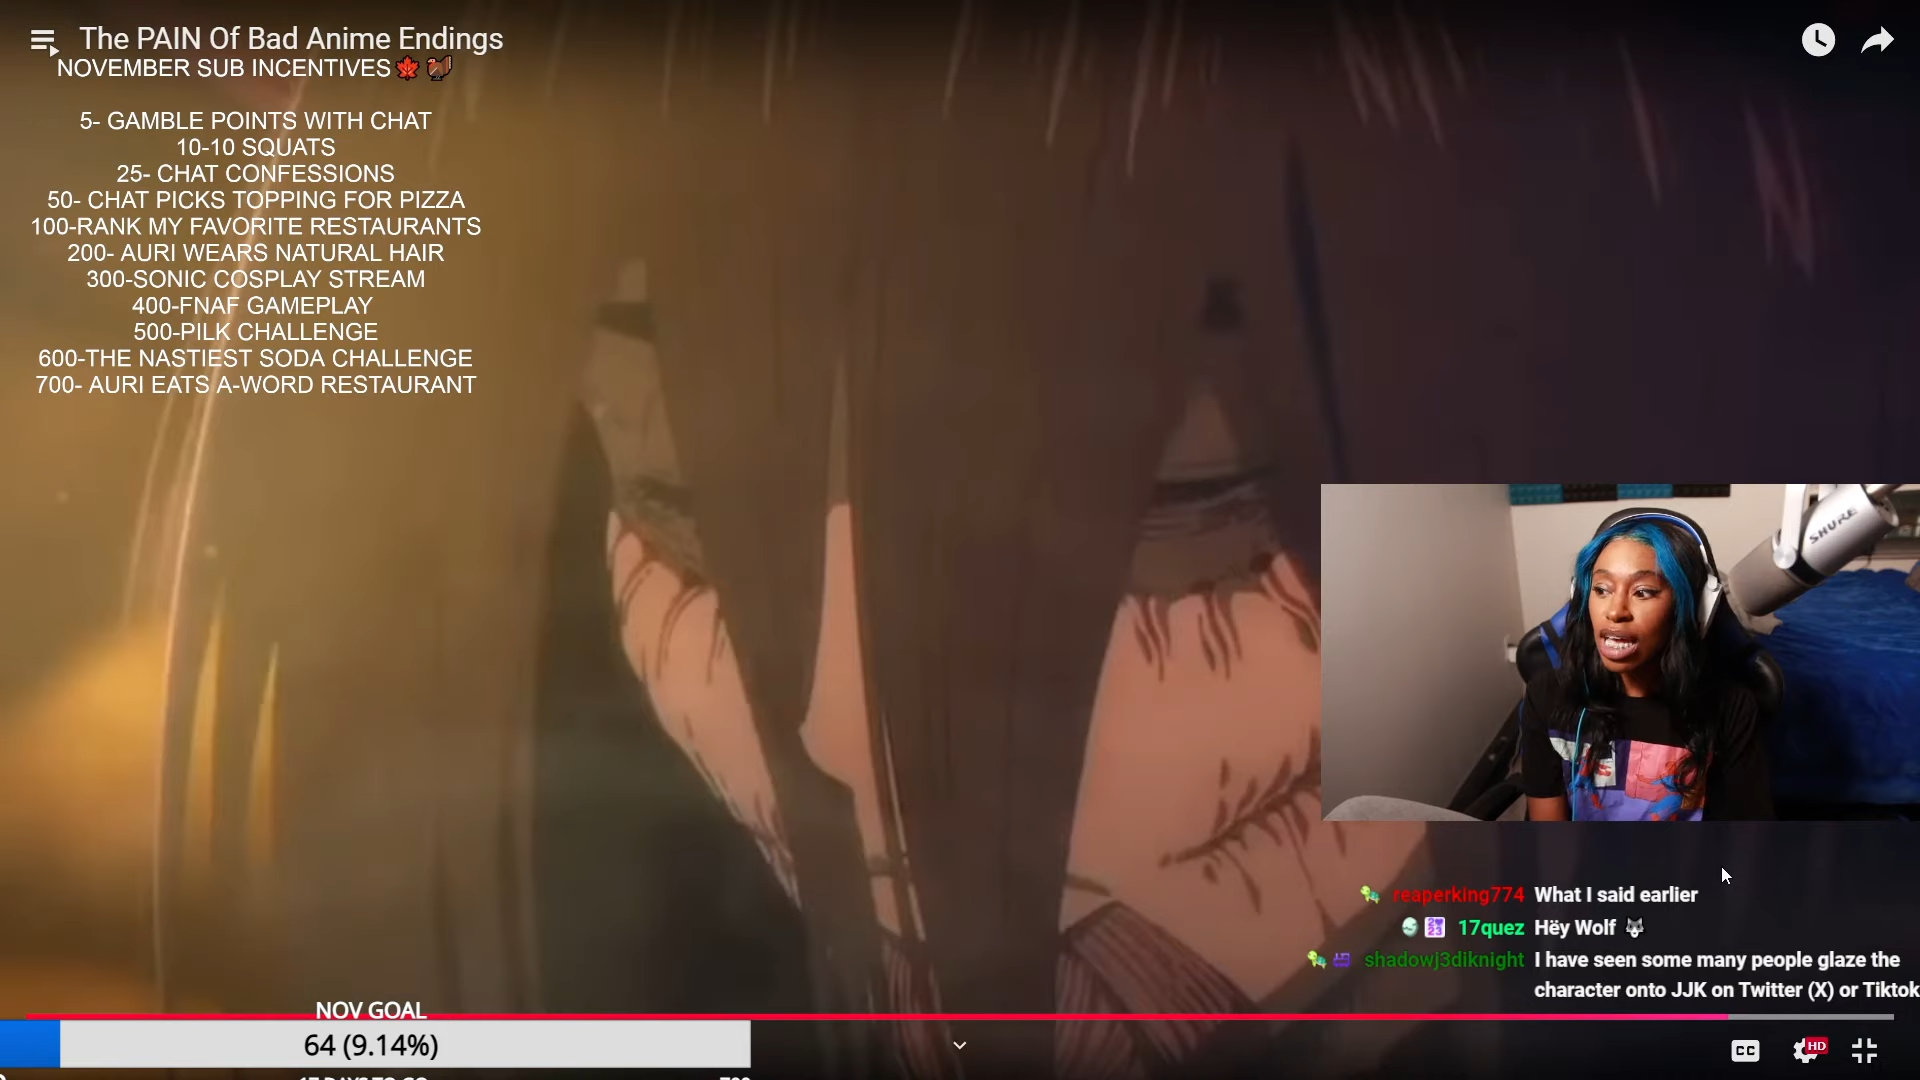 The PAIN Of Bad Anime Endings
NOVEMBER SUB INCENTIVES🍁🦃
5- GAMBLE POINTS WITH CHAT
10-10 SQUATS
25- CHAT CONFESSIONS
50- CHAT PICKS TOPPING FOR PIZZA
100-RANK MY FAVORITE RESTAURANTS
200- AURI WEARS NATURAL HAIR
300-SONIC COSPLAY STREAM
400-FNAF GAMEPLAY
500-PILK CHALLENGE
600-THE NASTIEST SODA CHALLENGE
700- AURI EATS A-WORD RESTAURANT
SHURE
reaperking774 What I said earlier
17quez Hëy Wolf 🐺
shadowj3diknight I have seen some many people glaze the
character onto JJK on Twitter (X) or Tiktok
NOV GOAL
64 (9.14%)
CC
HD